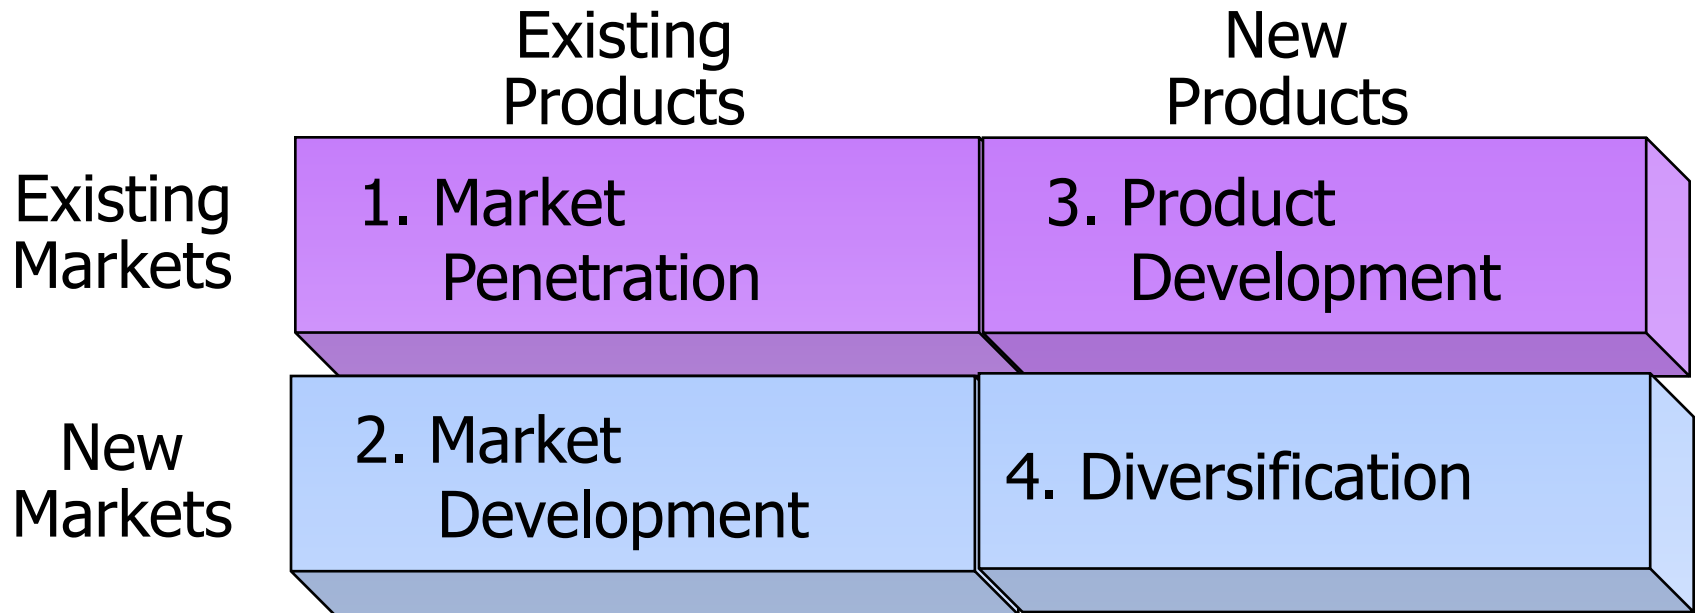 Existing
Products
New
Products
Existing
Markets
1. Market
Penetration
3. Product
Development
New
Markets
2. Market
Development
4. Diversification